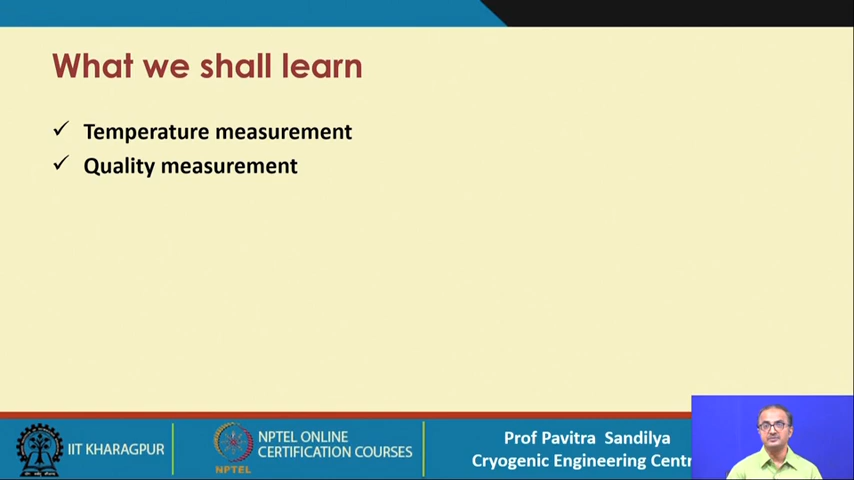 What we shall learn
✓ Temperature measurement
✓ Quality measurement
IIT KHARAGPUR
NPTEL
NPTEL ONLINE
CERTIFICATION COURSES
Prof Pavitra Sandilya
Cryogenic Engineering Centr